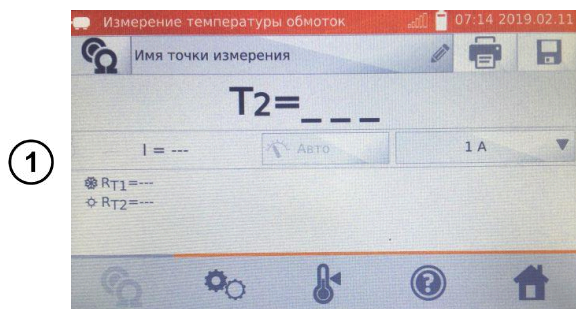 Измерение температуры обмоток 07:14 2019.02.11
Имя точки измерения
T2=_ _ _
I = --- Авто 1 A
1
RT1=---
RT2=---
?